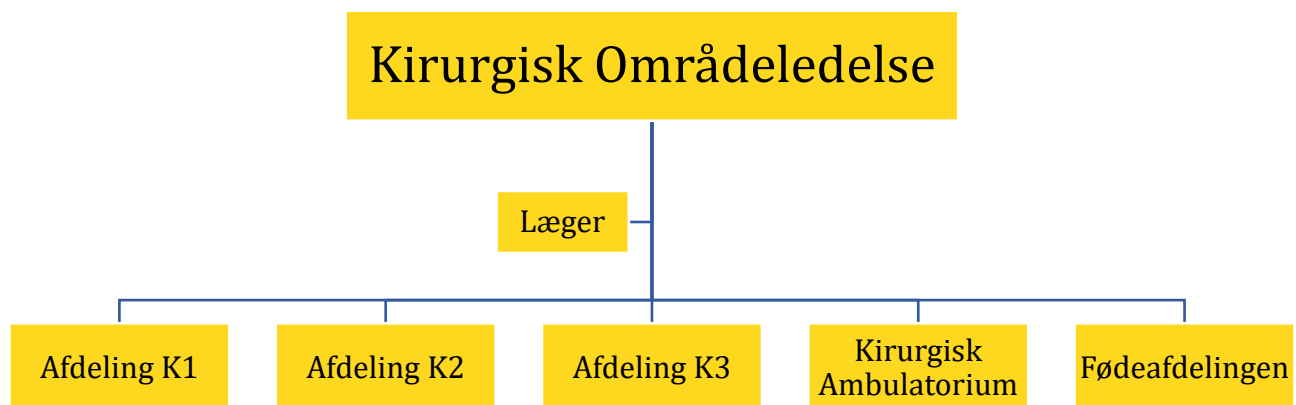 Kirurgisk Områdeledelse
Læger
Afdeling K1
Afdeling K2
Afdeling K3
Kirurgisk
Ambulatorium
Fødeafdelingen